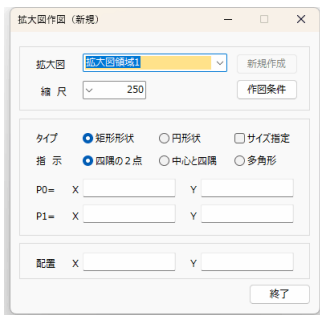 拡大図作図（新規）
拡大図 拡大図領域1 新規作成
縮 尺 250 作図条件
タイプ 矩形形状 円形状 サイズ指定
指 示 四隅の２点 中心と四隅 多角形
P0= X Y
P1= X Y
配置 X Y
終了